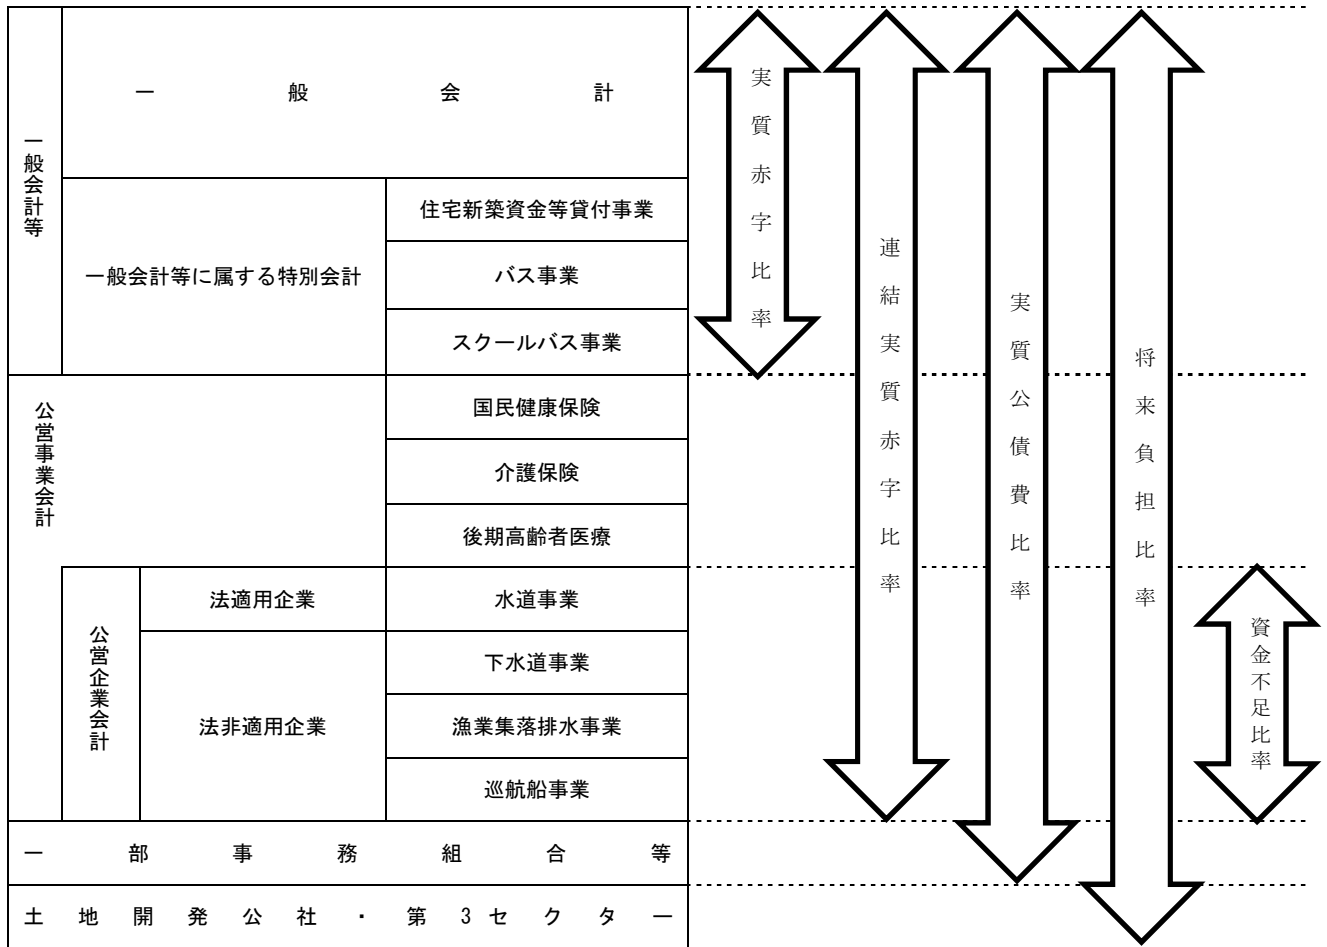 一般会計等
一般会計
一般会計等に属する特別会計
住宅新築資金等貸付事業
バス事業
スクールバス事業
公営事業会計
国民健康保険
介護保険
後期高齢者医療
公営企業会計
法適用企業
水道事業
法非適用企業
下水道事業
漁業集落排水事業
巡航船事業
一部事務組合等
土地開発公社・第3セクター
実質赤字比率
連結実質赤字比率
実質公債費比率
将来負担比率
資金不足比率